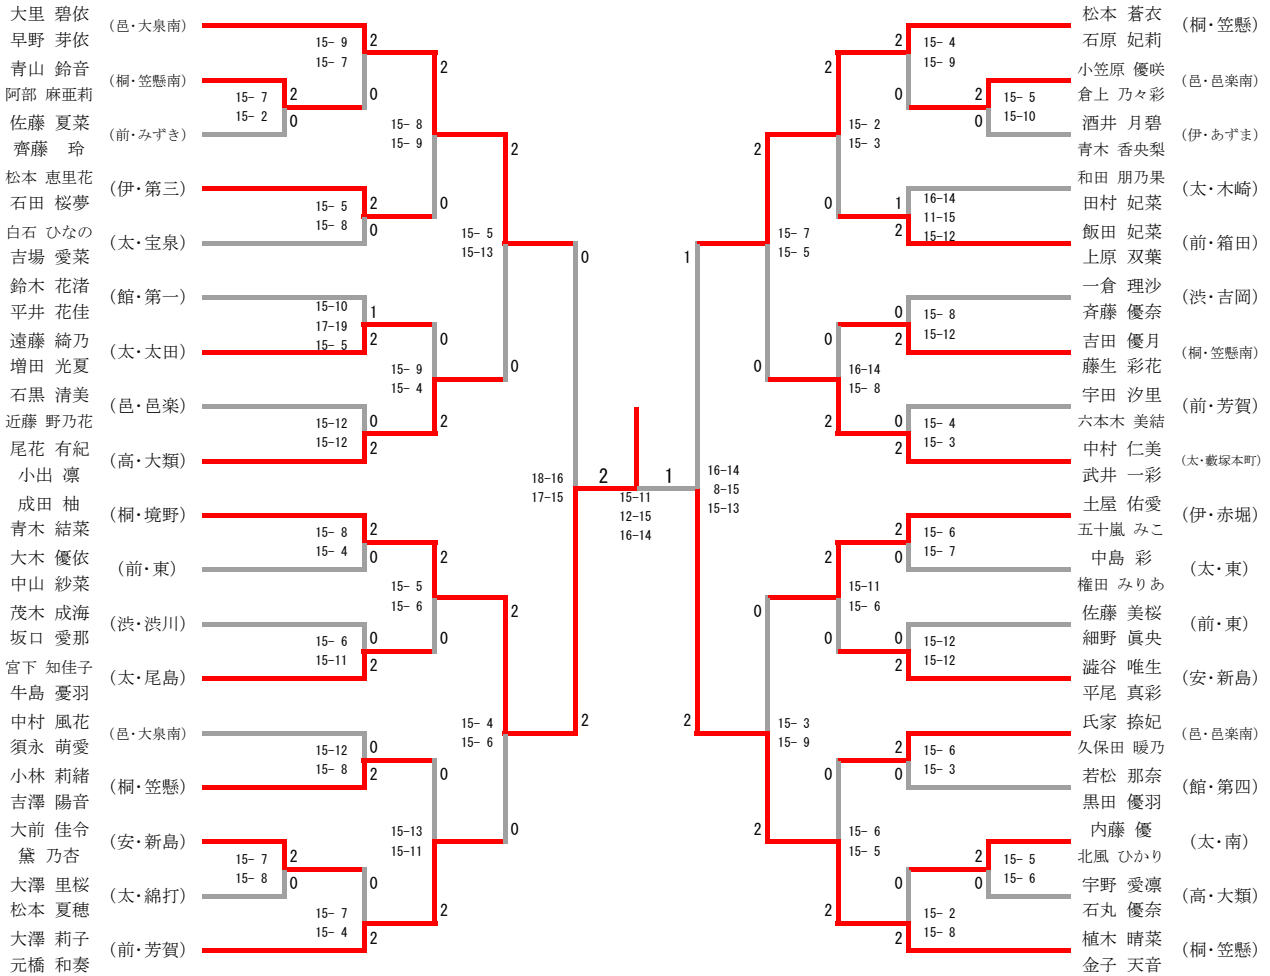 大里 碧依
早野 芽依
(邑・大泉南)
青山 鈴音
阿部 麻亜莉
(桐・笠懸南)
佐藤 夏菜
齊藤 玲
(前・みずき)
松本 恵里花
石田 桜夢
(伊・第三)
白石 ひなの
吉場 愛菜
(太・宝泉)
鈴木 花渚
平井 花佳
(館・第一)
遠藤 綺乃
増田 光夏
(太・太田)
石黒 清美
近藤 野乃花
(邑・邑楽)
尾花 有紀
小出 凛
(高・大類)
成田 柚
青木 結菜
(桐・境野)
大木 優依
中山 紗菜
(前・東)
茂木 成海
坂口 愛那
(渋・渋川)
宮下 知佳子
牛島 憂羽
(太・尾島)
中村 風花
須永 萌愛
(邑・大泉南)
小林 莉緒
吉澤 陽音
(桐・笠懸)
大前 佳令
黛 乃杏
(安・新島)
大澤 里桜
松本 夏穂
(太・綿打)
大澤 莉子
元橋 和奏
(前・芳賀)
15- 7
15- 2
2
0
15- 7
15- 8
2
0
15- 9
15- 7
2
0
15- 5
15- 8
2
0
15-10
17-19
15- 5
1
2
15-12
15-12
0
2
15- 8
15- 4
2
0
15- 6
15-11
0
2
15-12
15- 8
0
2
15- 7
15- 4
0
2
15- 8
15- 9
2
0
15- 9
15- 4
0
2
15- 5
15- 6
2
0
15-13
15-11
0
2
15- 5
15-13
2
0
15- 4
15- 6
2
0
18-16
17-15
0
2
2
1
15-11
12-15
16-14
16-14
8-15
15-13
1
2
15- 7
15- 5
2
0
15- 3
15- 9
0
2
15- 2
15- 3
2
0
16-14
15- 8
0
2
15-11
15- 6
2
0
15- 6
15- 5
0
2
15- 4
15- 9
2
0
16-14
11-15
15-12
1
2
15- 8
15-12
0
2
15- 4
15- 3
0
2
15- 6
15- 7
2
0
15-12
15-12
0
2
15- 6
15- 3
2
0
15- 2
15- 8
0
2
15- 5
15-10
2
0
15- 5
15- 6
2
0
松本 蒼衣
石原 妃莉
(桐・笠懸)
小笠原 優咲
倉上 乃々彩
(邑・邑楽南)
酒井 月碧
青木 香央梨
(伊・あずま)
和田 朋乃果
田村 妃菜
(太・木崎)
飯田 妃菜
上原 双葉
(前・箱田)
一倉 理沙
斉藤 優奈
(渋・吉岡)
吉田 優月
藤生 彩花
(桐・笠懸南)
宇田 汐里
六本木 美結
(前・芳賀)
中村 仁美
武井 一彩
(太・藪塚本町)
土屋 佑愛
五十嵐 みこ
(伊・赤堀)
中島 彩
権田 みりあ
(太・東)
佐藤 美桜
細野 眞央
(前・東)
澁谷 唯生
平尾 真彩
(安・新島)
氏家 捺妃
久保田 暖乃
(邑・邑楽南)
若松 那奈
黒田 優羽
(館・第四)
内藤 優
北風 ひかり
(太・南)
宇野 愛凛
石丸 優奈
(高・大類)
植木 晴菜
金子 天音
(桐・笠懸)